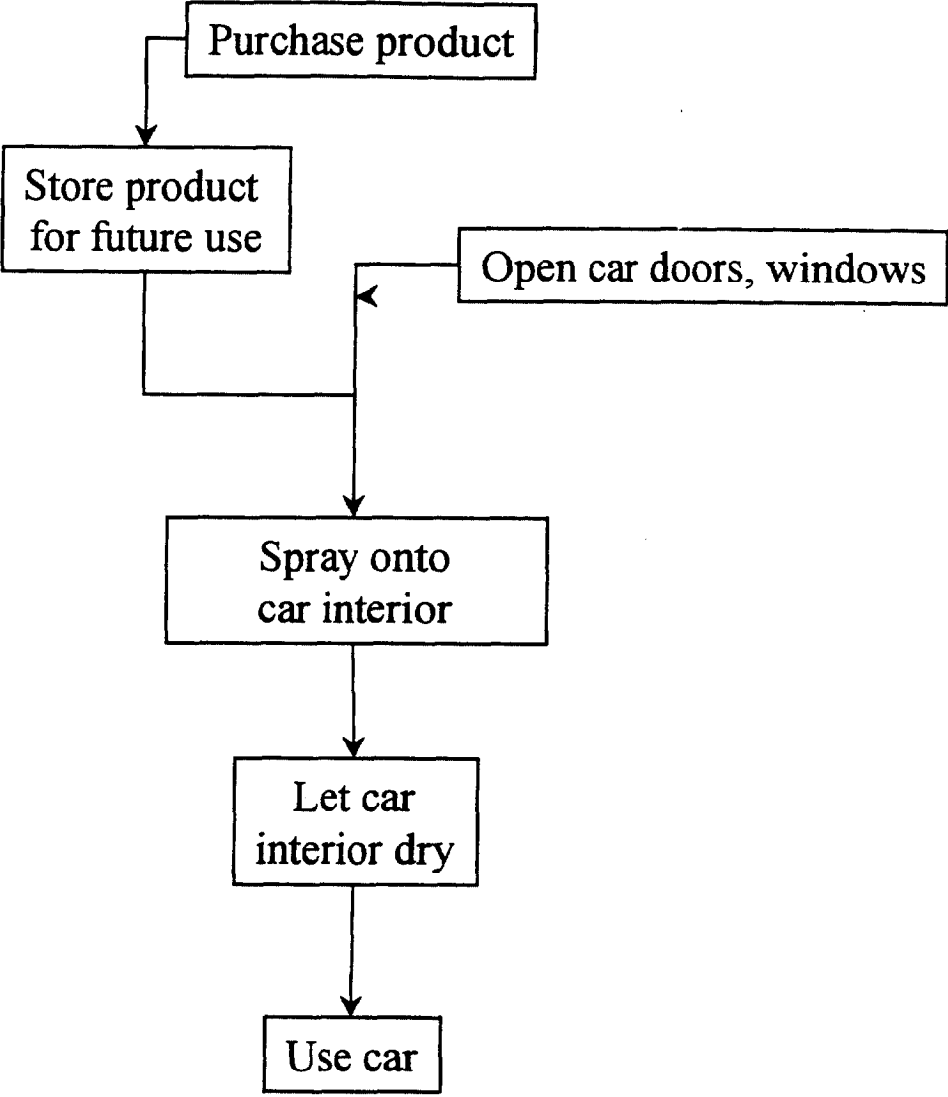 Purchase product
Store product
for future use
Open car doors, windows
Spray onto
car interior
Let car
interior dry
Use car